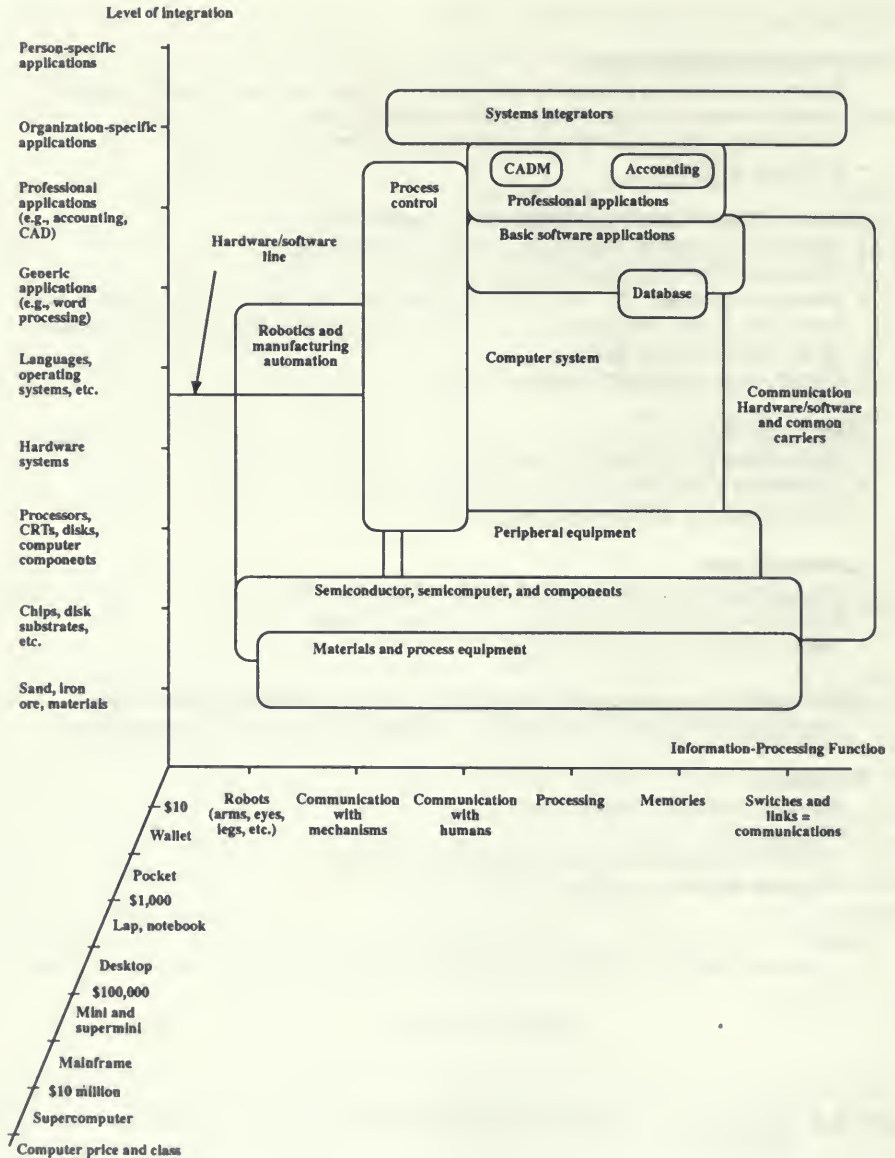 Level of integration
Person-specific
applications
Organization-specific
applications
Professional
applications
(e.g., accounting,
CAD)
Generic
applications
(e.g., word
processing)
Languages,
operating
systems, etc.
Hardware
systems
Processors,
CRTs, disks,
computer
components
Chips, disk
substrates,
etc.
Sand, iron
ore, materials
Hardware/software
line
Systems integrators
CADM
Accounting
Professional applications
Process
control
Basic software applications
Database
Robotics and
manufacturing
automation
Computer system
Communication
Hardware/software
and common
carriers
Peripheral equipment
Semiconductor, semicomputer, and components
Materials and process equipment
Information-Processing Function
Robots
(arms, eyes,
legs, etc.)
Communication
with
mechanisms
Communication
with
humans
Processing
Memories
Switches and
links =
communications
$10
Wallet
Pocket
$1,000
Lap, notebook
Desktop
$100,000
Mini and
supermini
Mainframe
$10 million
Supercomputer
Computer price and class